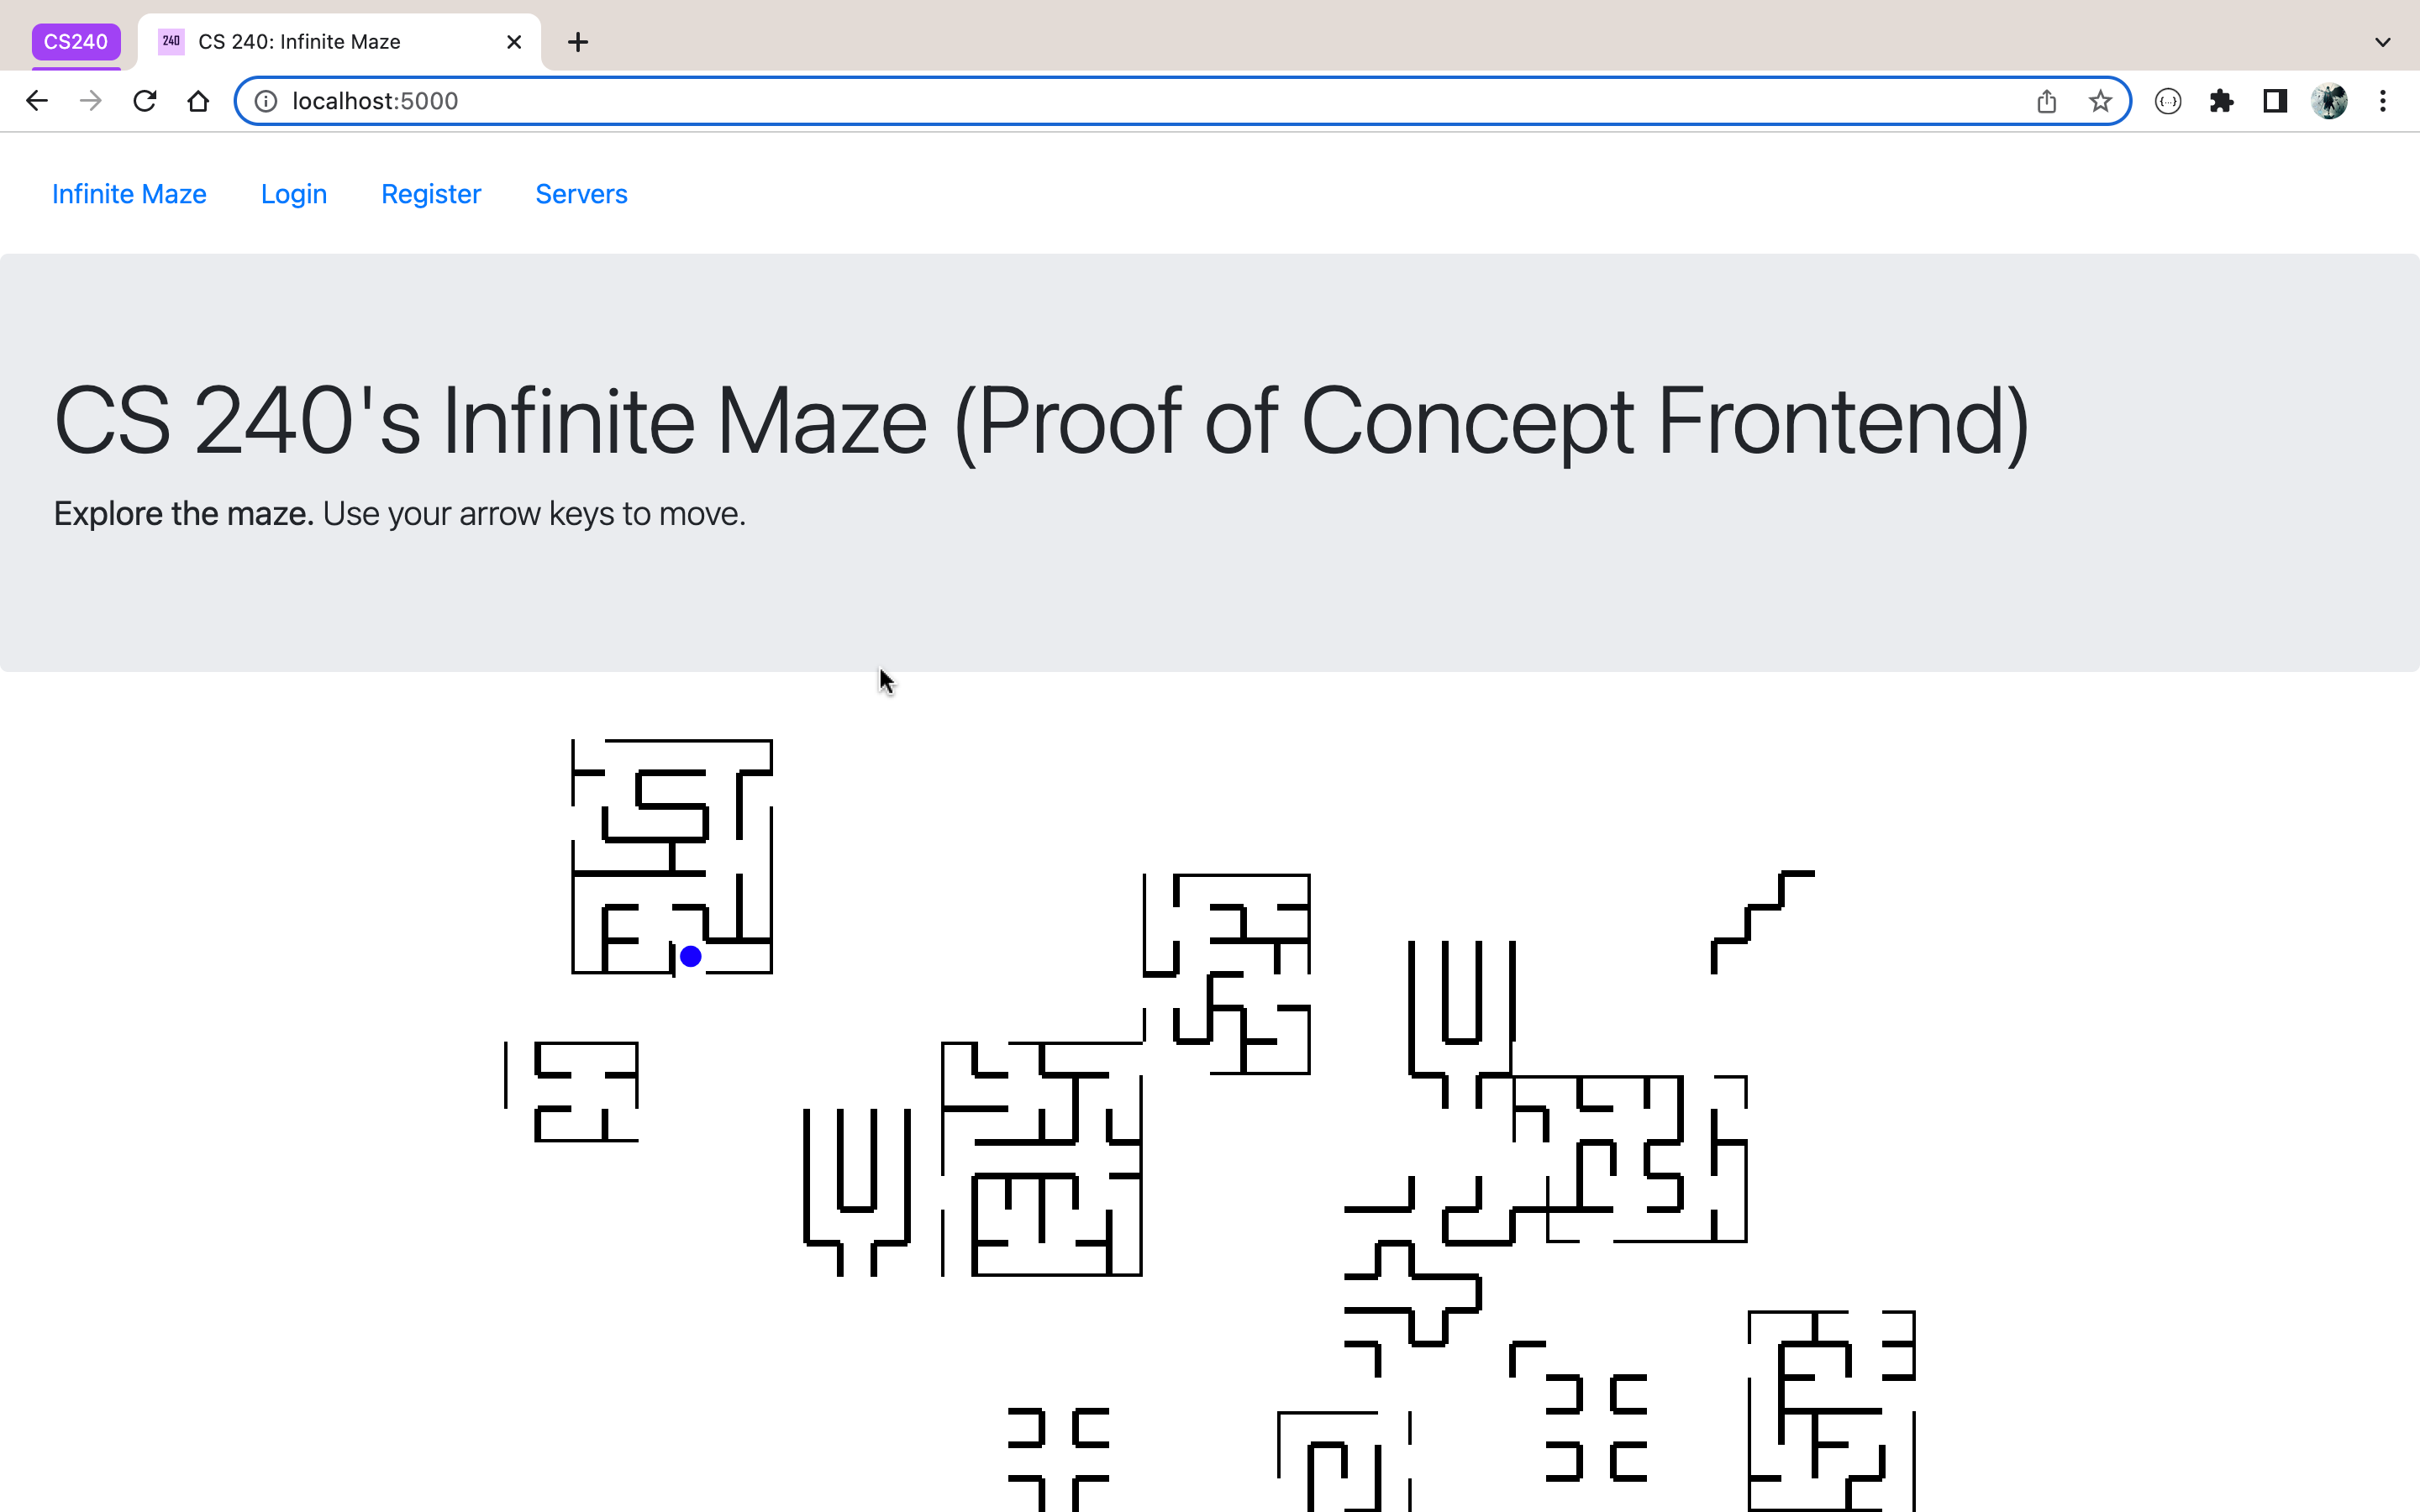 CS240
240 CS 240: Infinite Maze
localhost:5000
Infinite Maze Login Register Servers
CS 240's Infinite Maze (Proof of Concept Frontend)
Explore the maze. Use your arrow keys to move.